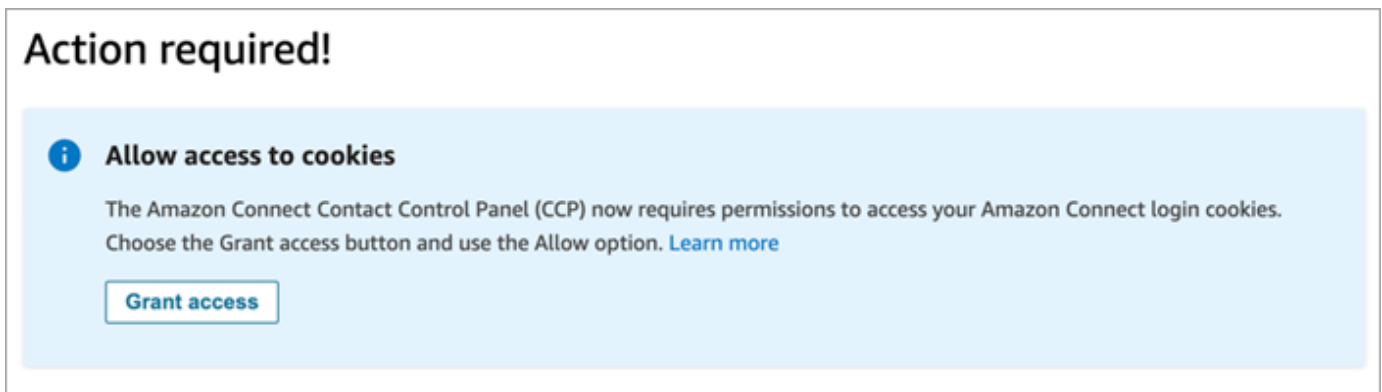 Action required!
Allow access to cookies
The Amazon Connect Contact Control Panel (CCP) now requires permissions to access your Amazon Connect login cookies.
Choose the Grant access button and use the Allow option. Learn more
Grant access